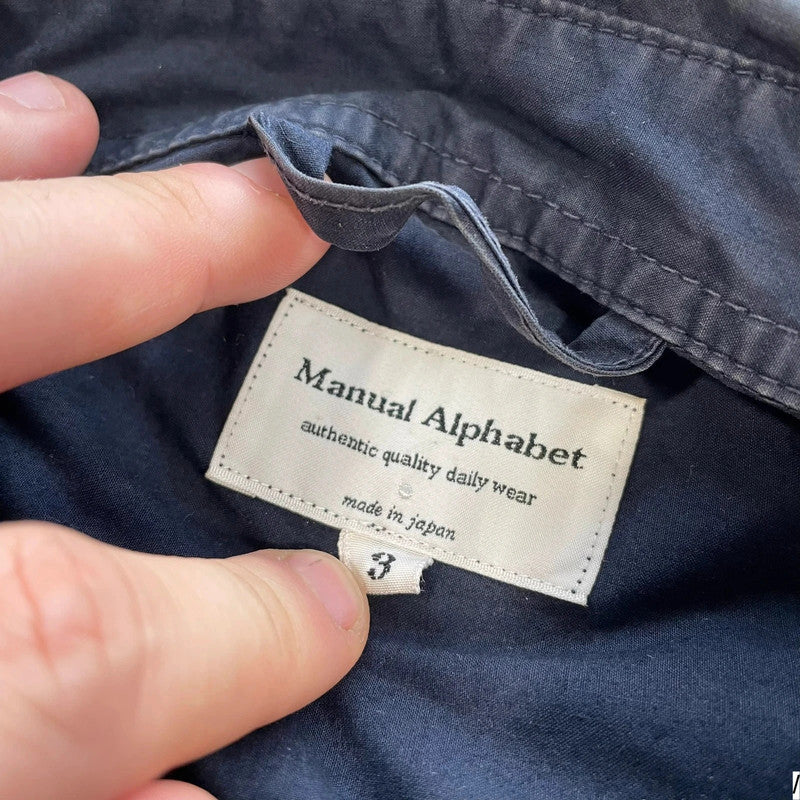 Manual Alphabet
authentic quality daily wear
made in japan
3